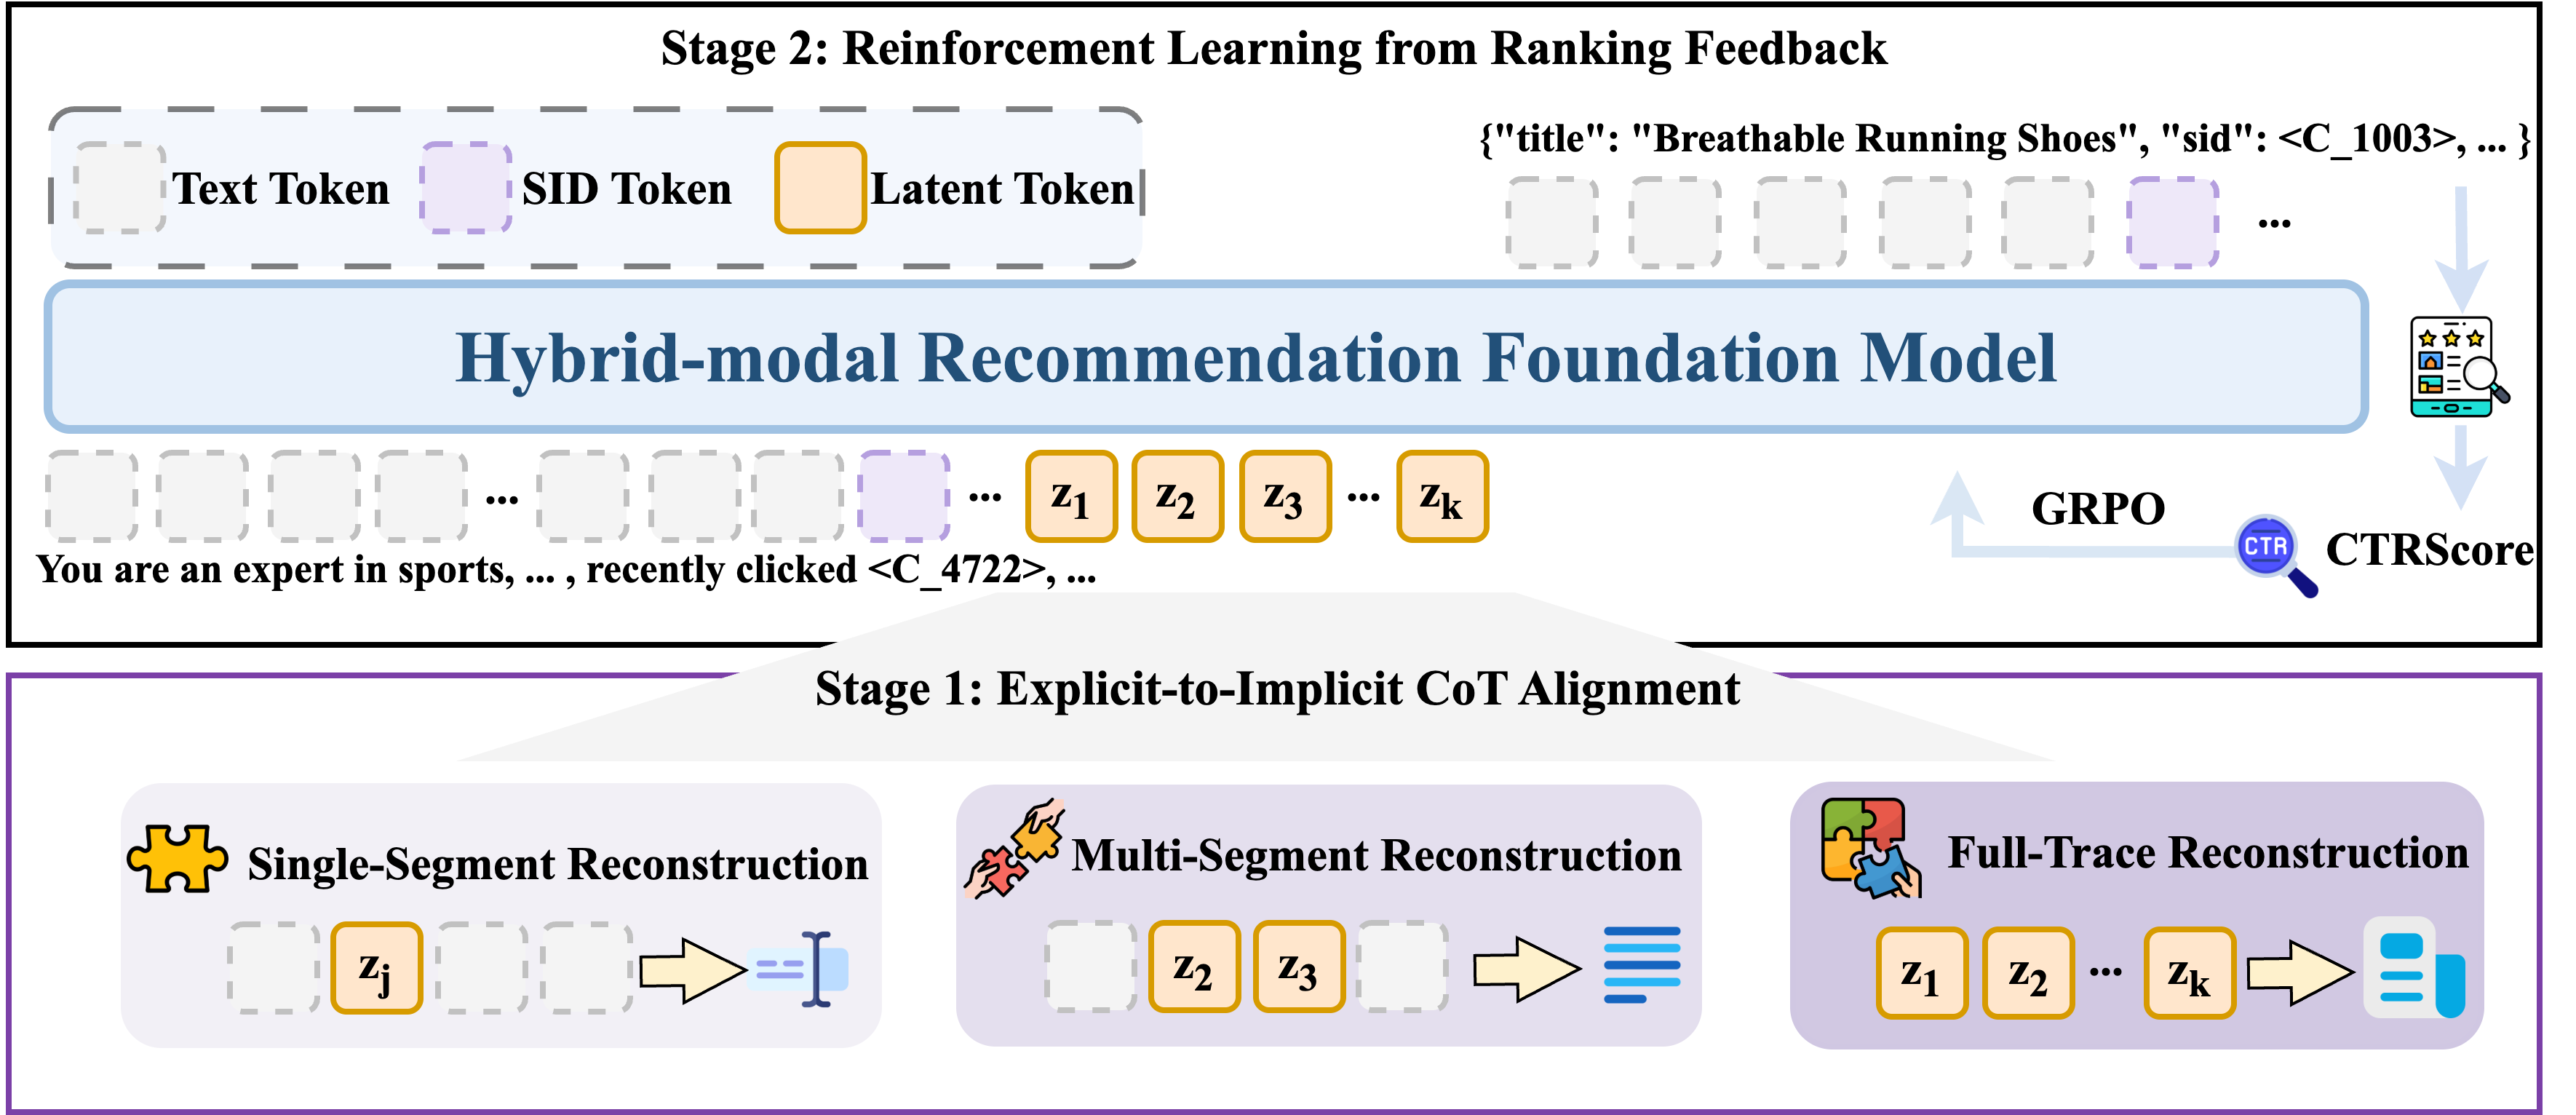 Stage 2: Reinforcement Learning from Ranking Feedback
Text Token
SID Token
Latent Token
{"title": "Breathable Running Shoes", "sid": <C_1003>, ... }
...
Hybrid-modal Recommendation Foundation Model
... ... z1 z2 z3 ... zk
You are an expert in sports, ... , recently clicked <C_4722>, ...
GRPO
CTR
CTRScore
Stage 1: Explicit-to-Implicit CoT Alignment
Single-Segment Reconstruction
zj
Multi-Segment Reconstruction
z2 z3
Full-Trace Reconstruction
z1 z2 ... zk